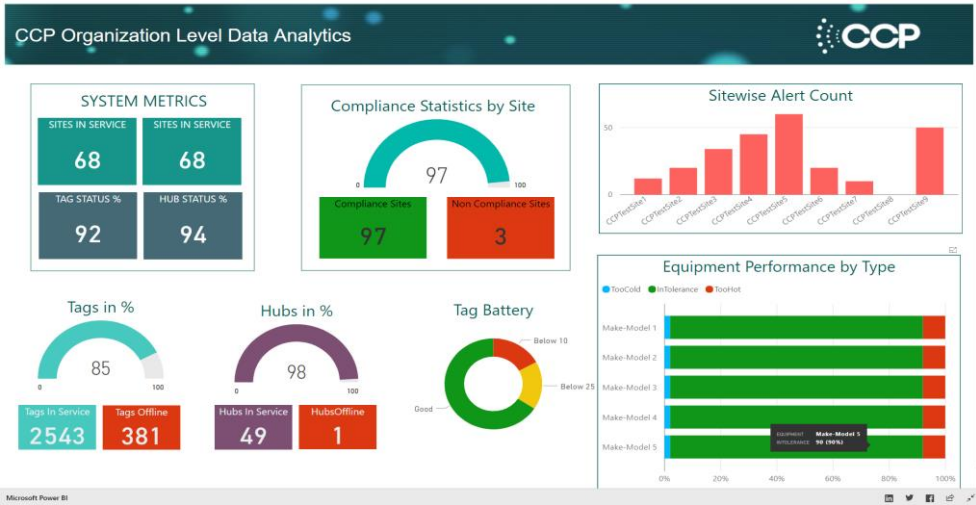 CCP Organization Level Data Analytics
CCP
SYSTEM METRICS
SITES IN SERVICE
68
SITES IN SERVICE
68
TAG STATUS %
92
HUB STATUS %
94
Compliance Statistics by Site
97
0
100
Compliance Sites
97
Non Compliance Sites
3
Sitewise Alert Count
50
0
CCPTestSite1
CCPTestSite2
CCPTestSite3
CCPTestSite4
CCPTestSite5
CCPTestSite6
CCPTestSite7
CCPTestSite8
CCPTestSite9
Tags in %
85
0
100
Tags In Service
2543
Tags Offline
381
Hubs in %
98
0
100
Hubs In Service
49
HubsOffline
1
Tag Battery
Below 10
Below 25
Good
Equipment Performance by Type
TooCold InTolerance TooHot
Make-Model 1
Make-Model 2
Make-Model 3
Make-Model 4
Make-Model 5
EQUIPMENT Make-Model 5
INTOLERANCE 90 (90%)
0% 20% 40% 60% 80% 100%
Microsoft Power BI